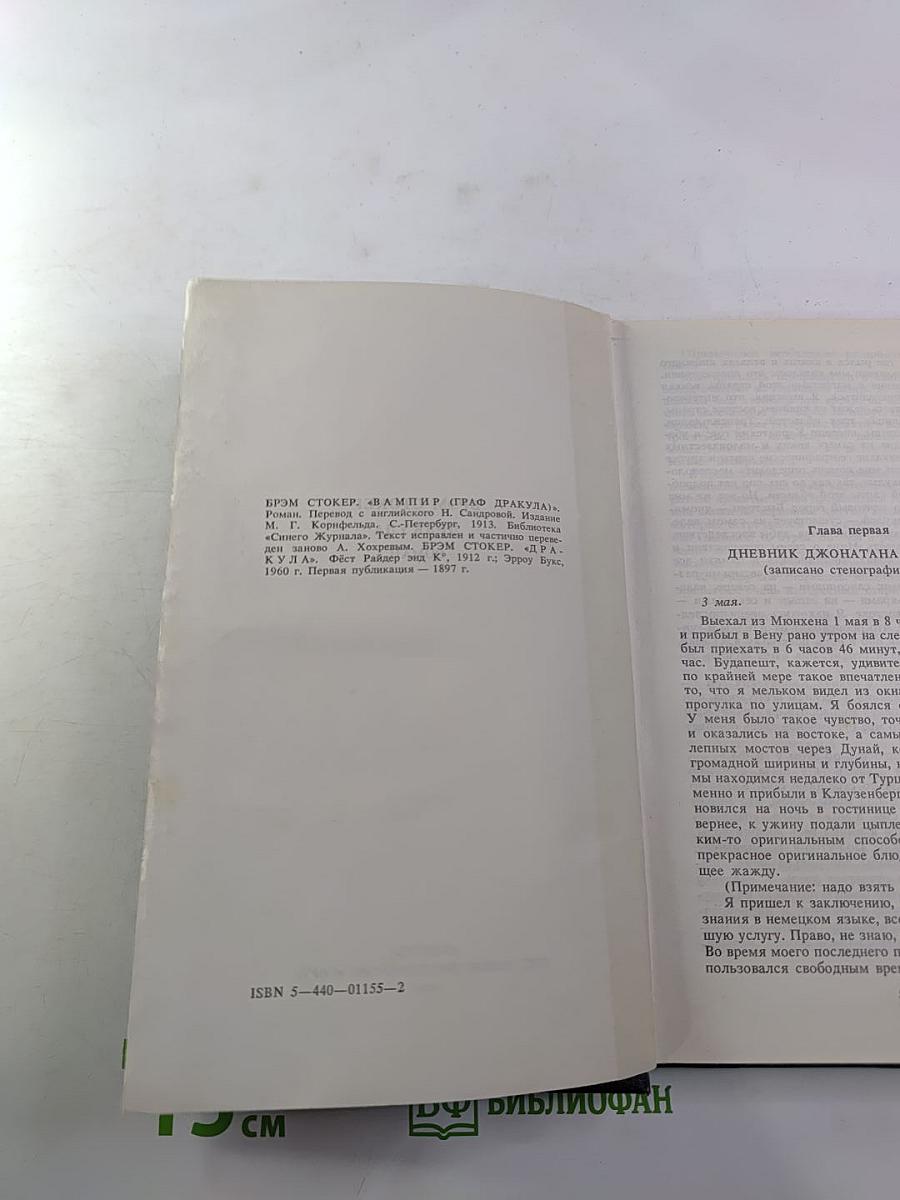 БРЭМ СТОКЕР. «ВАМПИР (ГРАФ ДРАКУЛА)».
Роман. Перевод с английского Н. Сандровой. Издание
М. Г. Корнфельда. С.-Петербург, 1913. Библиотека
«Синего Журнала». Текст исправлен и частично переве-
ден заново А. Хохревым. БРЭМ СТОКЕР. «ДРА-
КУЛА». Фёст Райдер энд К°, 1912 г.; Эрроу Букс,
1960 г. Первая публикация — 1897 г.
ISBN 5—440—01155—2
Глава первая
ДНЕВНИК ДЖОНАТАНА
(записано стенографи
3 мая.
Выехал из Мюнхена 1 мая в 8 ч
и прибыл в Вену рано утром на сле
был приехать в 6 часов 46 минут,
час. Будапешт, кажется, удивите
по крайней мере такое впечатлен
то, что я мельком видел из окна
прогулка по улицам. Я боялся
У меня было такое чувство, точ
и оказались на востоке, а самы
лепных мостов через Дунай, к
громадной ширины и глубины,
мы находимся недалеко от Турц
менно и прибыли в Клаузенберг
новился на ночь в гостинице
вернее, к ужину подали цыпле
ким-то оригинальным способо
прекрасное оригинальное блю
щее жажду.
(Примечание: надо взять
Я пришел к заключению,
знания в немецком языке, все
шую услугу. Право, не знаю,
Во время моего последнего п
пользовался свободным врем
15 СМ
БФ БИБЛИОФАН